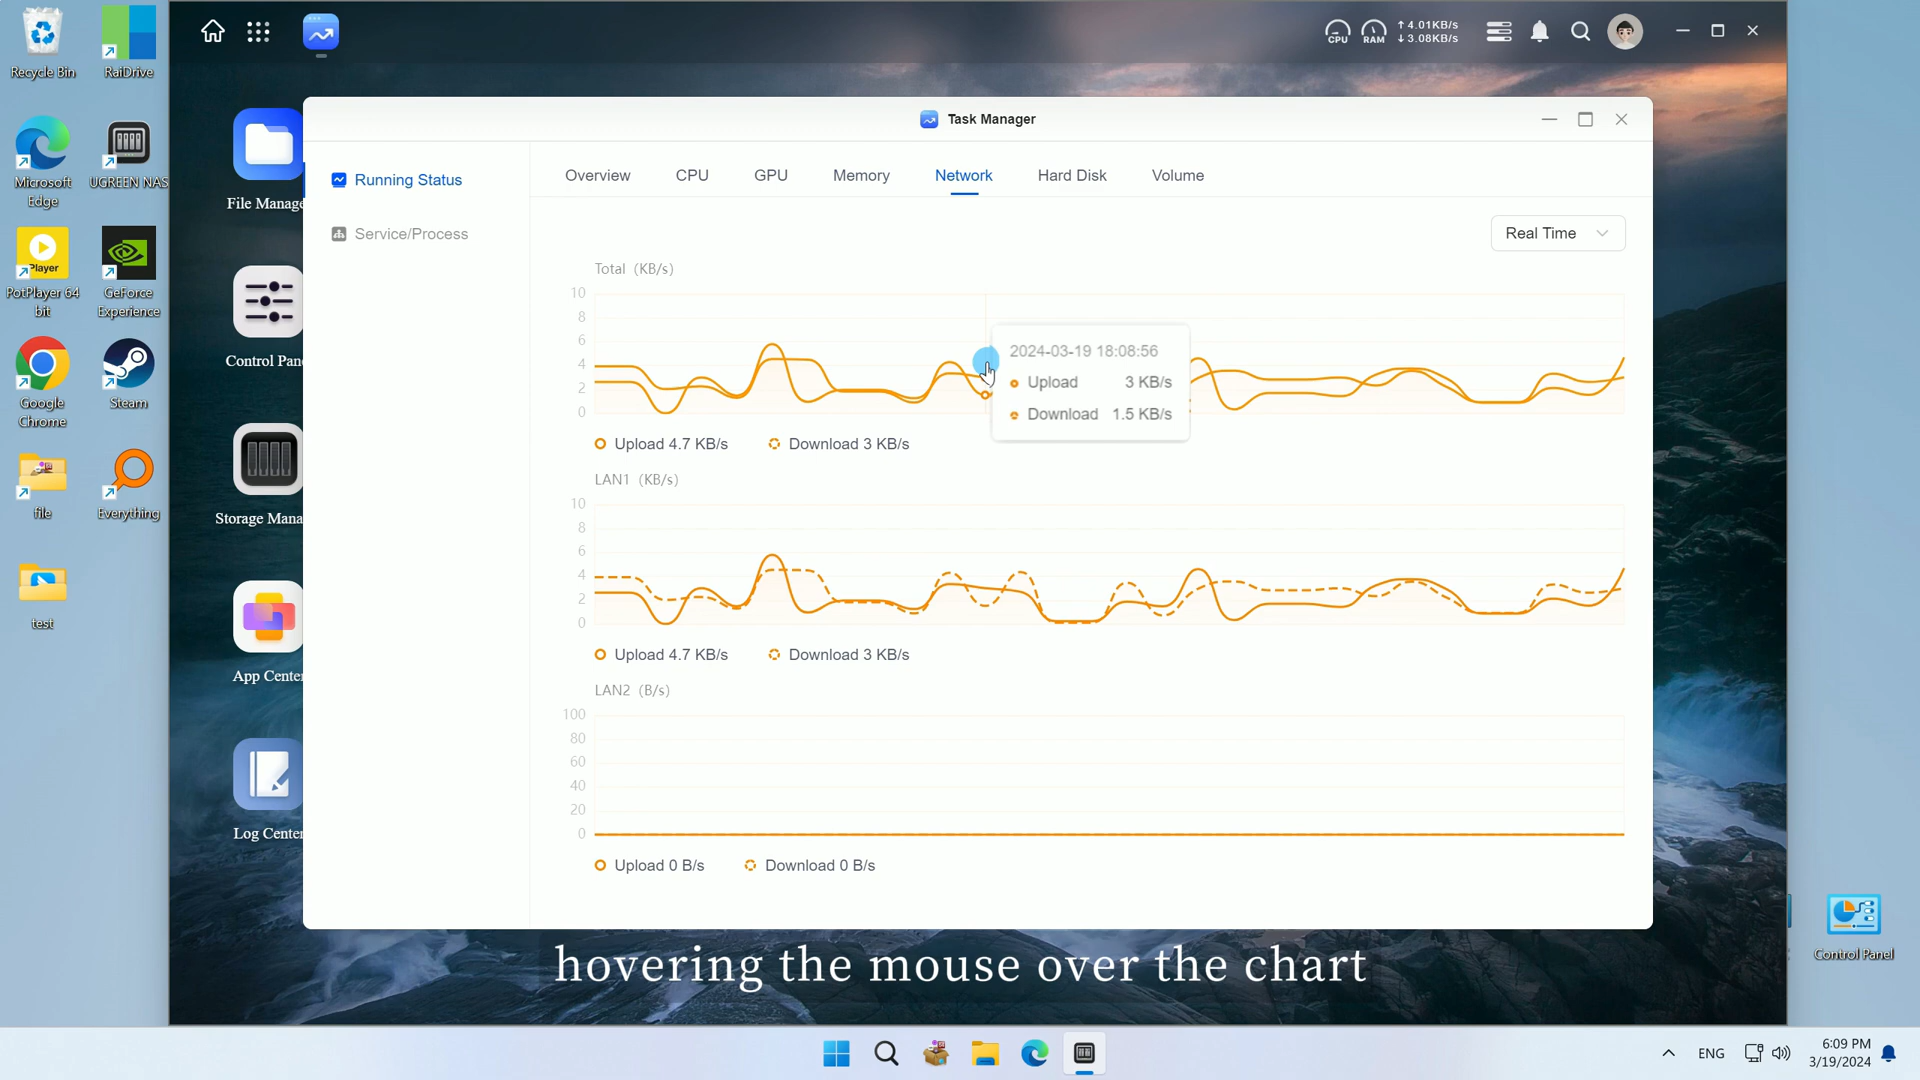 Recycle Bin
RaiDrive
CPU
RAM
↑ 4.01KB/s
↓ 3.08KB/s
Task Manager
Microsoft
Edge
UGREEN NAS
File Manage
Running Status
Overview
CPU
GPU
Memory
Network
Hard Disk
Volume
Service/Process
Real Time
Player
PotPlayer 64
bit
GeForce
Experience
Control Pane
Google
Chrome
Steam
Storage Mana
file
Everything
test
App Center
Log Center
Total (KB/s)
10
8
6
4
2
0
2024-03-19 18:08:56
Upload 3 KB/s
Download 1.5 KB/s
Upload 4.7 KB/s
Download 3 KB/s
LAN1 (KB/s)
10
8
6
4
2
0
Upload 4.7 KB/s
Download 3 KB/s
LAN2 (B/s)
100
80
60
40
20
0
Upload 0 B/s
Download 0 B/s
Control Panel
hovering the mouse over the chart
ENG
6:09 PM
3/19/2024